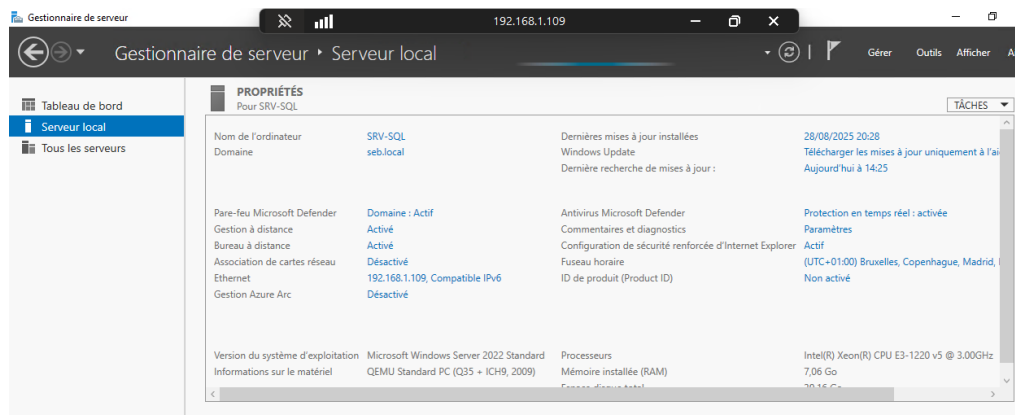 Gestionnaire de serveur
192.168.1.109
Gestionnaire de serveur • Serveur local
Gérer Outils Afficher A
Tableau de bord
Serveur local
Tous les serveurs
PROPRIÉTÉS
Pour SRV-SQL
TÂCHES
Nom de l'ordinateur SRV-SQL Dernières mises à jour installées 28/08/2025 20:28
Domaine seb.local Windows Update Télécharger les mises à jour uniquement à l'ai
Dernière recherche de mises à jour : Aujourd'hui à 14:25
Pare-feu Microsoft Defender Domaine : Actif Antivirus Microsoft Defender Protection en temps réel : activée
Gestion à distance Activé Commentaires et diagnostics Paramètres
Bureau à distance Activé Configuration de sécurité renforcée d'Internet Explorer Actif
Association de cartes réseau Désactivé Fuseau horaire (UTC+01:00) Bruxelles, Copenhague, Madrid,
Ethernet 192.168.1.109, Compatible IPv6 ID de produit (Product ID) Non activé
Gestion Azure Arc Désactivé
Version du système d'exploitation Microsoft Windows Server 2022 Standard Processeurs Intel(R) Xeon(R) CPU E3-1220 v5 @ 3.00GHz
Informations sur le matériel QEMU Standard PC (Q35 + ICH9, 2009) Mémoire installée (RAM) 7,06 Go